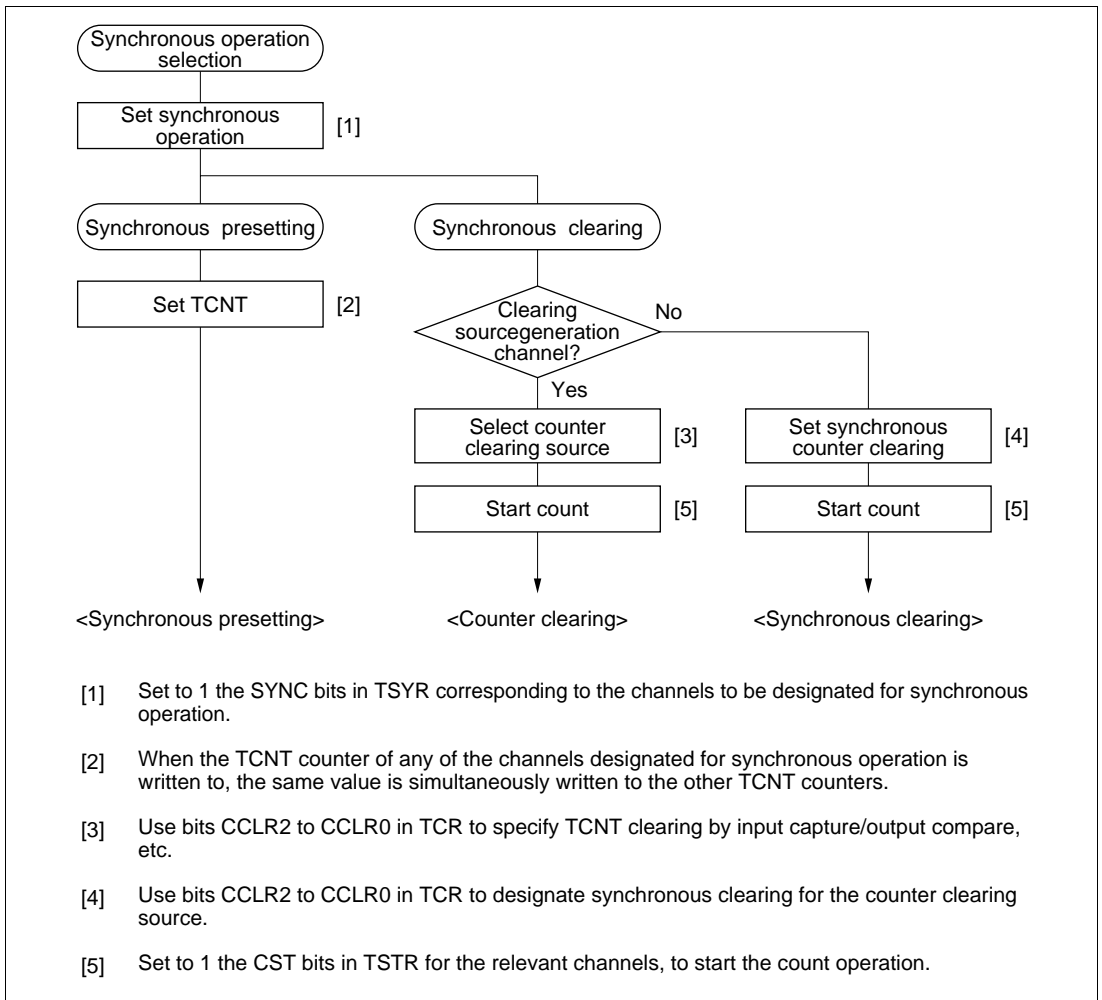 Synchronous operation
selection
Set synchronous
operation
[1]
Synchronous presetting
Synchronous clearing
Set TCNT
[2]
Clearing
sourcegeneration
channel?
No
Yes
Select counter
clearing source
[3]
Set synchronous
counter clearing
[4]
Start count
[5]
Start count
[5]
<Synchronous presetting>
<Counter clearing>
<Synchronous clearing>
[1] Set to 1 the SYNC bits in TSYR corresponding to the channels to be designated for synchronous
operation.
[2] When the TCNT counter of any of the channels designated for synchronous operation is
written to, the same value is simultaneously written to the other TCNT counters.
[3] Use bits CCLR2 to CCLR0 in TCR to specify TCNT clearing by input capture/output compare,
etc.
[4] Use bits CCLR2 to CCLR0 in TCR to designate synchronous clearing for the counter clearing
source.
[5] Set to 1 the CST bits in TSTR for the relevant channels, to start the count operation.